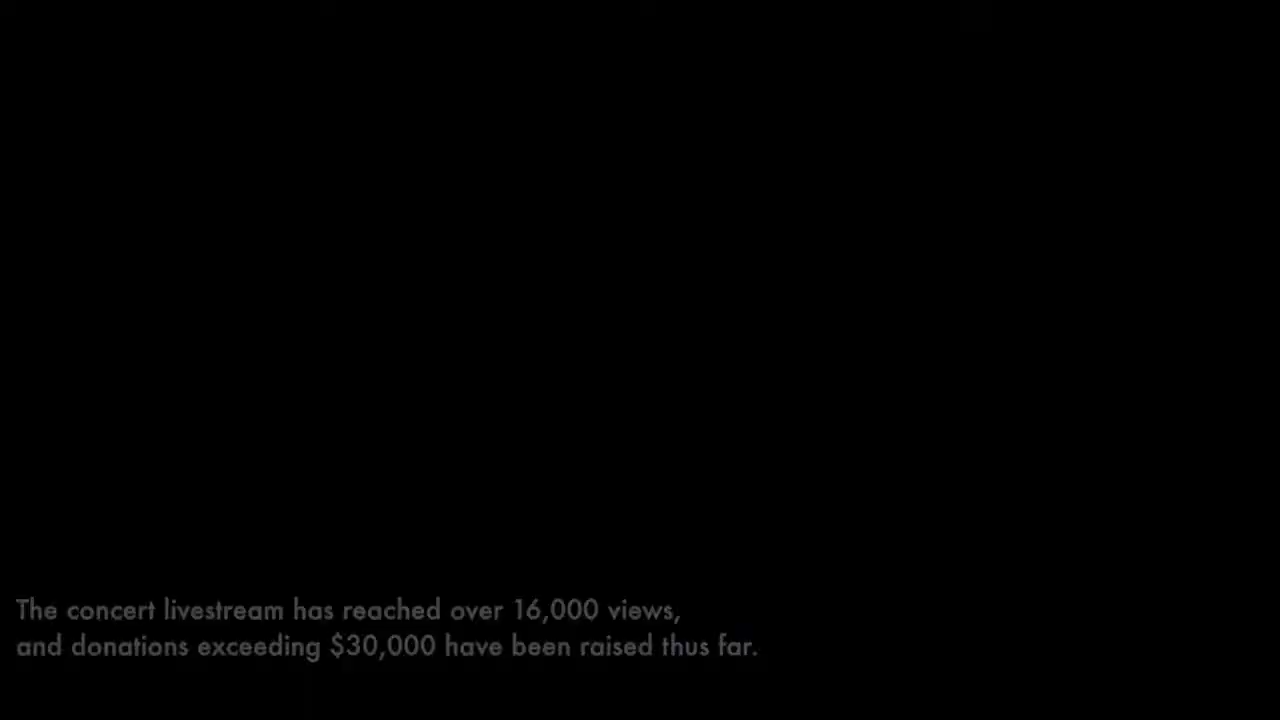 The concert livestream has reached over 16,000 views,
and donations exceeding $30,000 have been raised thus far.